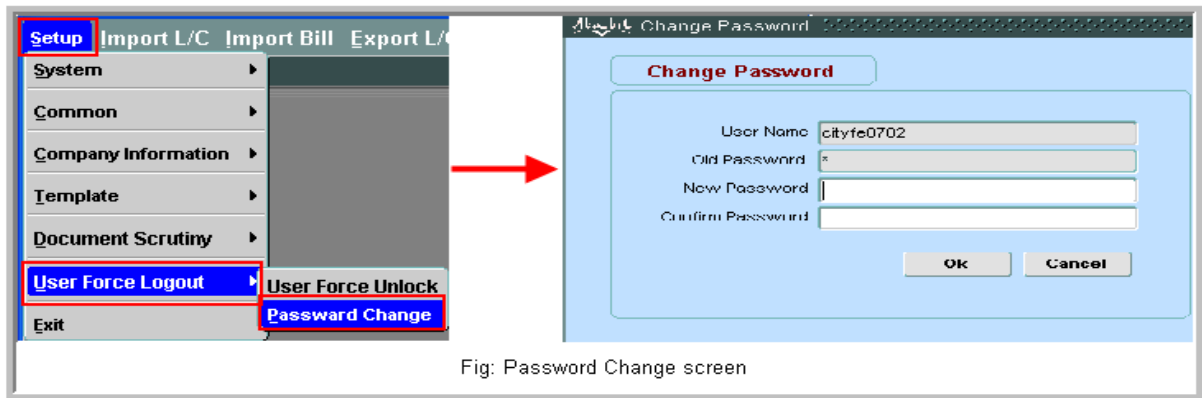 Setup Import L/C Import Bill Export L/
System
Common
Company Information
Template
Document Scrutiny
User Force Logout
User Force Unlock
Passward Change
Exit
Change Password
Change Password
User Name cityfe0702
Old Password *
New Password
Confirm Password
Ok Cancel
Fig: Password Change screen